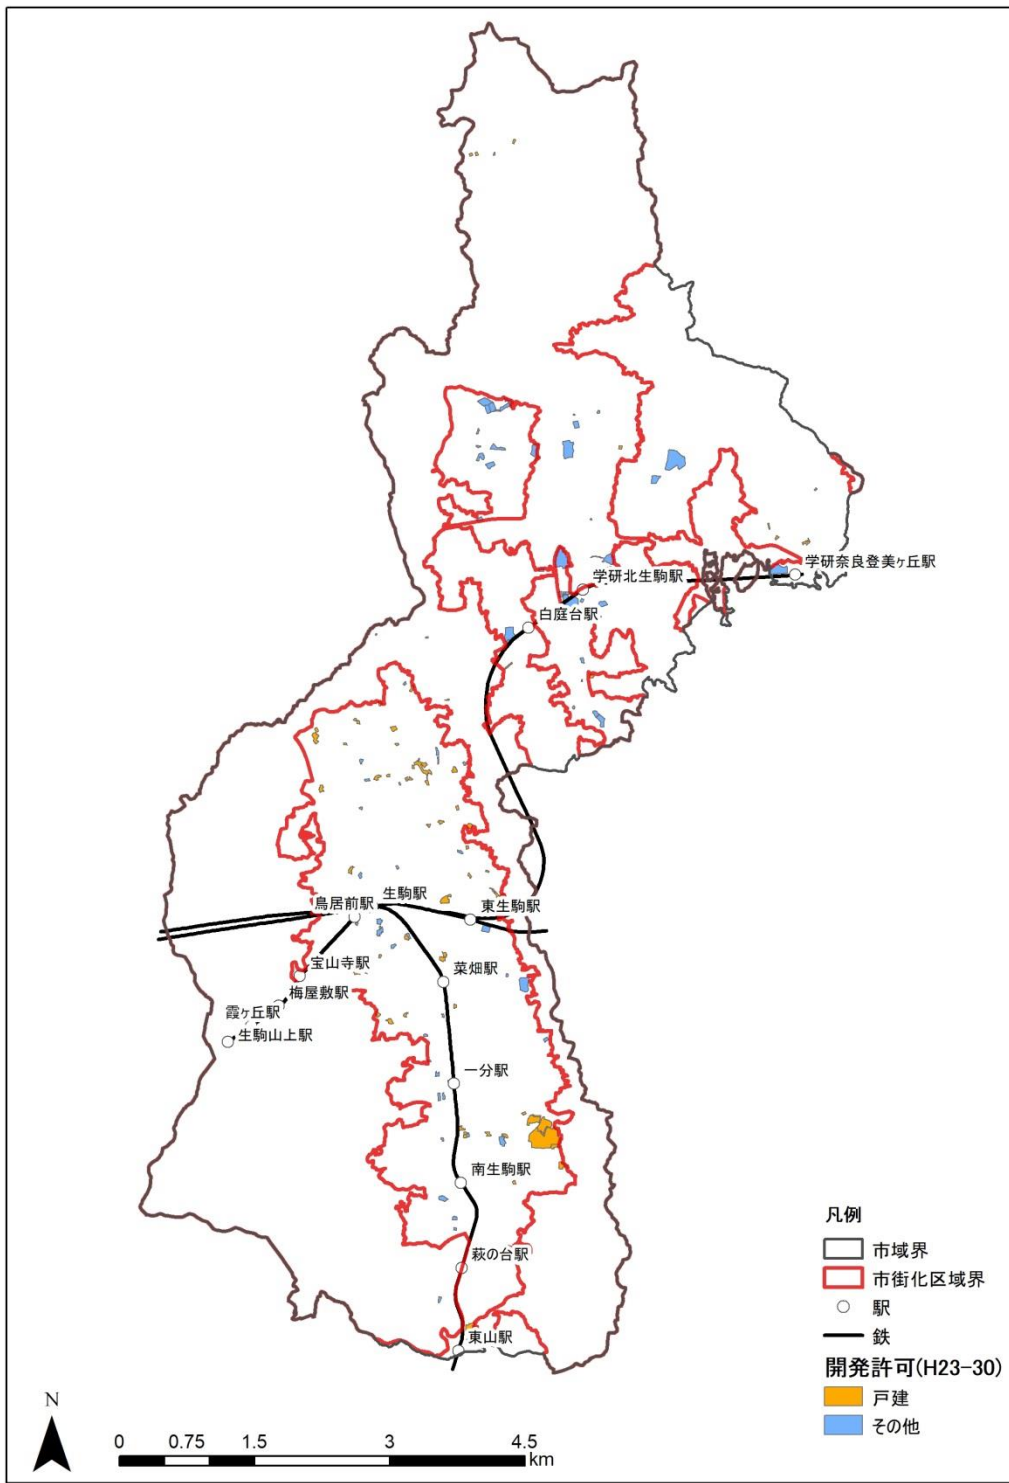 学研奈良登美ヶ丘駅
学研北生駒駅
白庭台駅
生駒駅
鳥居前駅
東生駒駅
宝山寺駅
菜畑駅
梅屋敷駅
霞ヶ丘駅
生駒山上駅
一分駅
南生駒駅
萩の台駅
東山駅
凡例
市域界
市街化区域界
駅
鉄
開発許可(H23-30)
戸建
その他
N
0 0.75 1.5 3 4.5
km